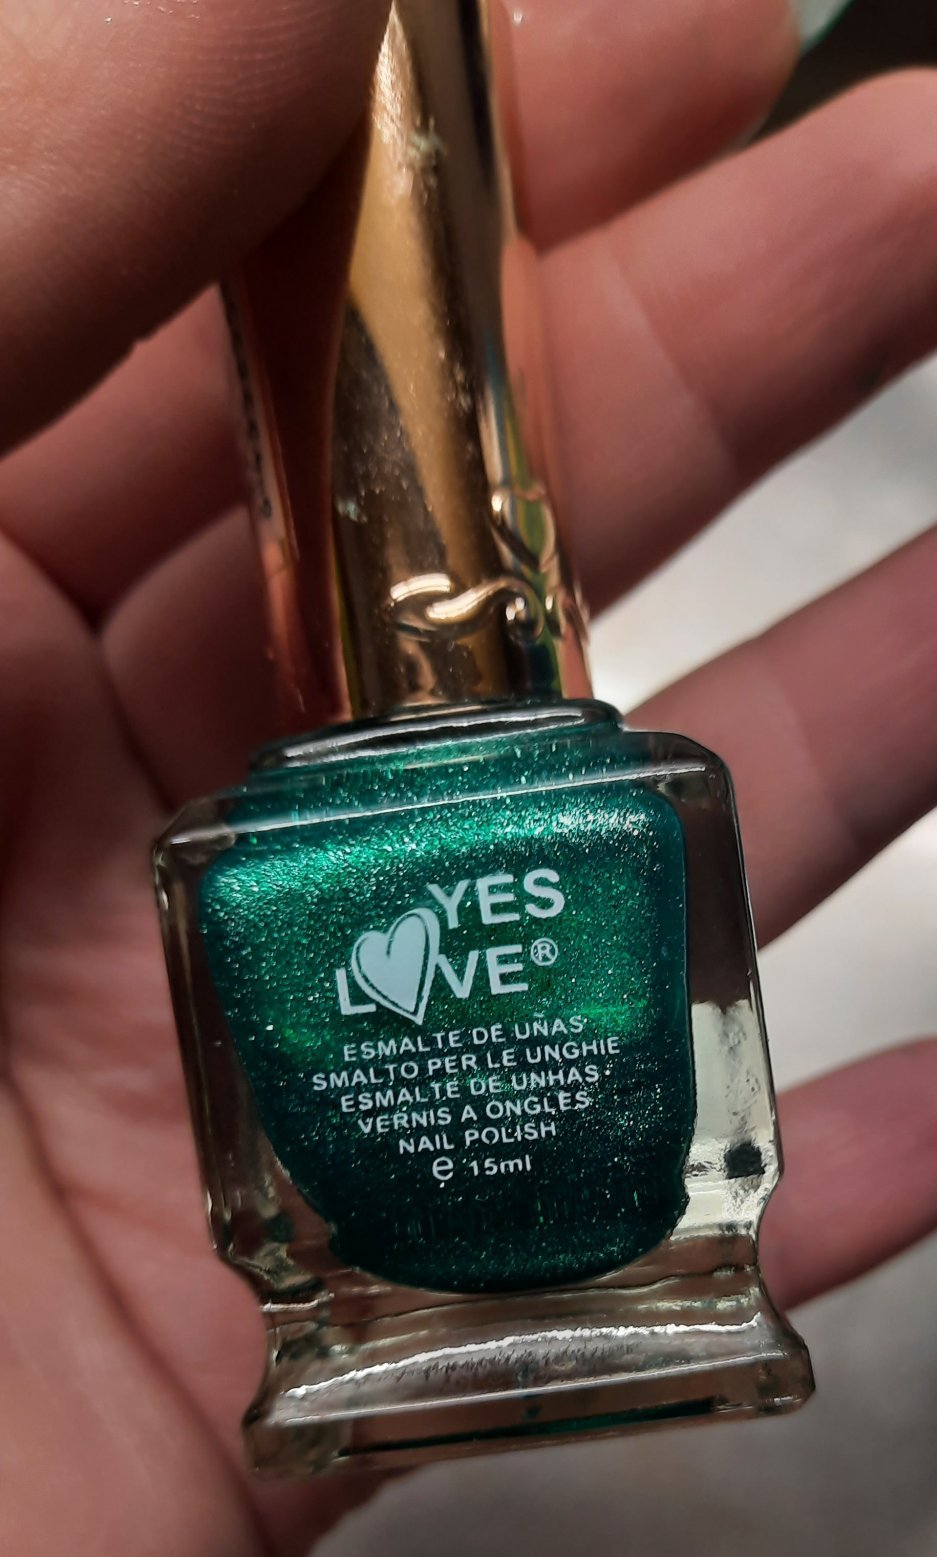 YES
LOVE®
ESMALTE DE UÑAS
SMALTO PER LE UNGHIE
ESMALTE DE UNHAS
VERNIS A ONGLES
NAIL POLISH
e 15ml